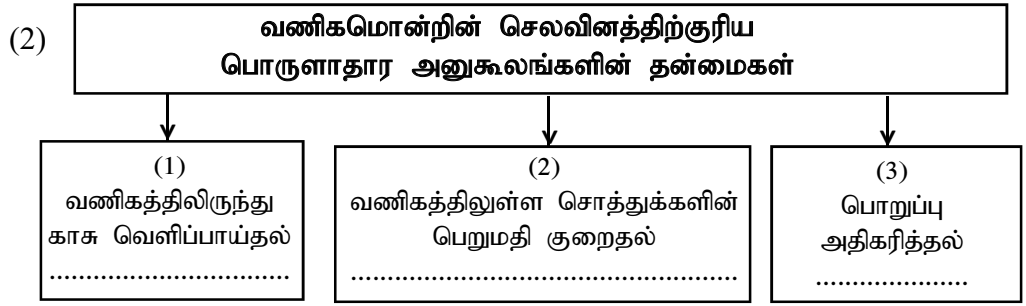 (2)
வணிகமொன்றின் செலவினத்திற்குரிய
பொருளாதார அனுகூலங்களின் தன்மைகள்
(1)
வணிகத்திலிருந்து
காசு வெளிப்பாய்தல்
................................
(2)
வணிகத்திலுள்ள சொத்துக்களின்
பெறுமதி குறைதல்
....................................................
(3)
பொறுப்பு
அதிகரித்தல்
....................